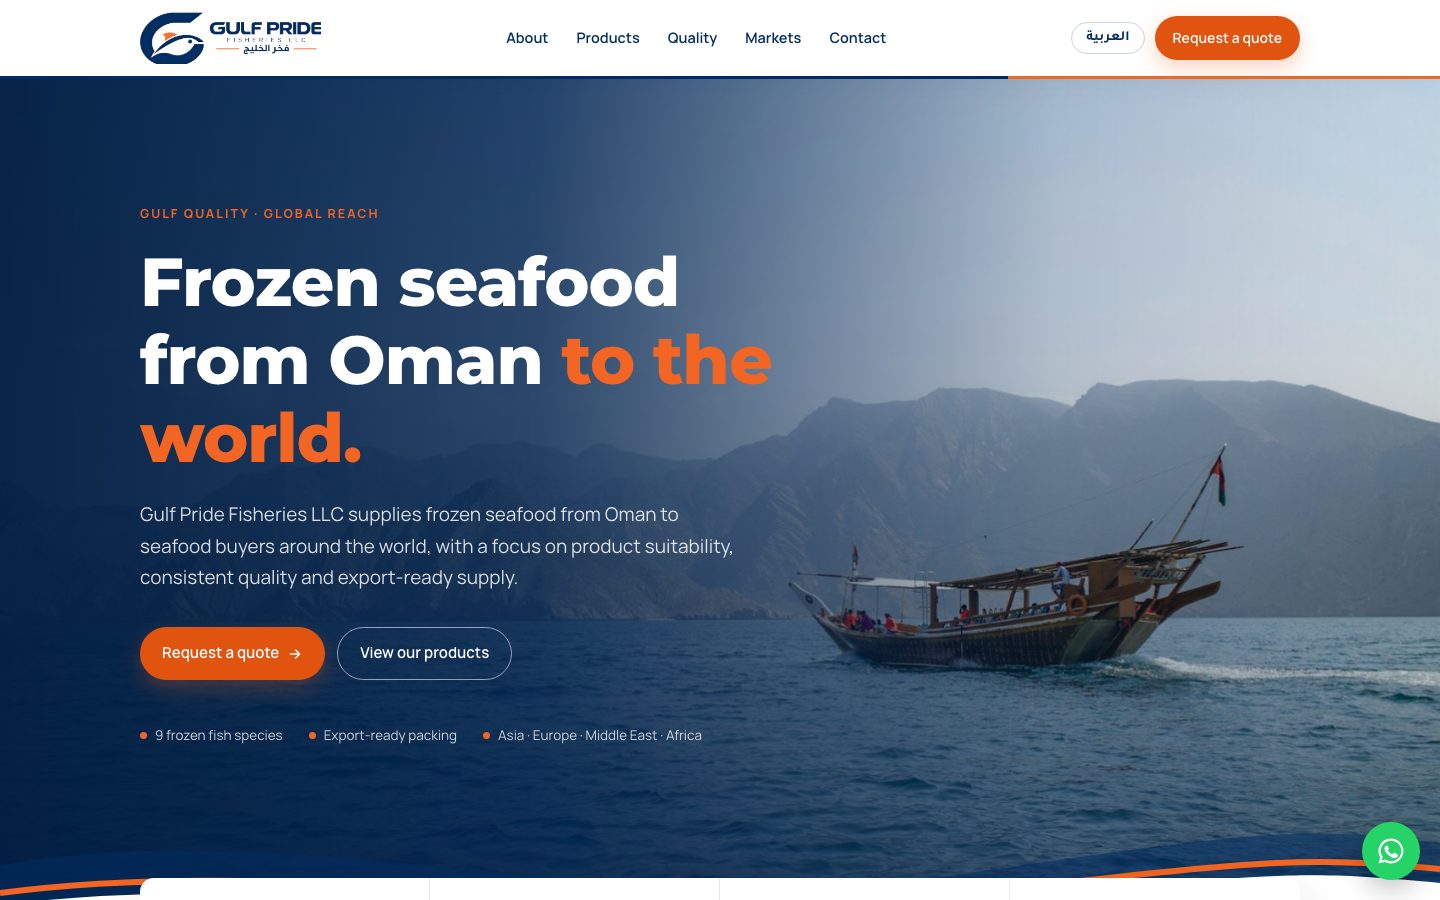 GULF PRIDE
FISHERIES LLC
فخر الخليج
About
Products
Quality
Markets
Contact
العربية
Request a quote
GULF QUALITY · GLOBAL REACH
Frozen seafood
from Oman to the
world.
Gulf Pride Fisheries LLC supplies frozen seafood from Oman to
seafood buyers around the world, with a focus on product suitability,
consistent quality and export-ready supply.
Request a quote →
View our products
9 frozen fish species
Export-ready packing
Asia · Europe · Middle East · Africa